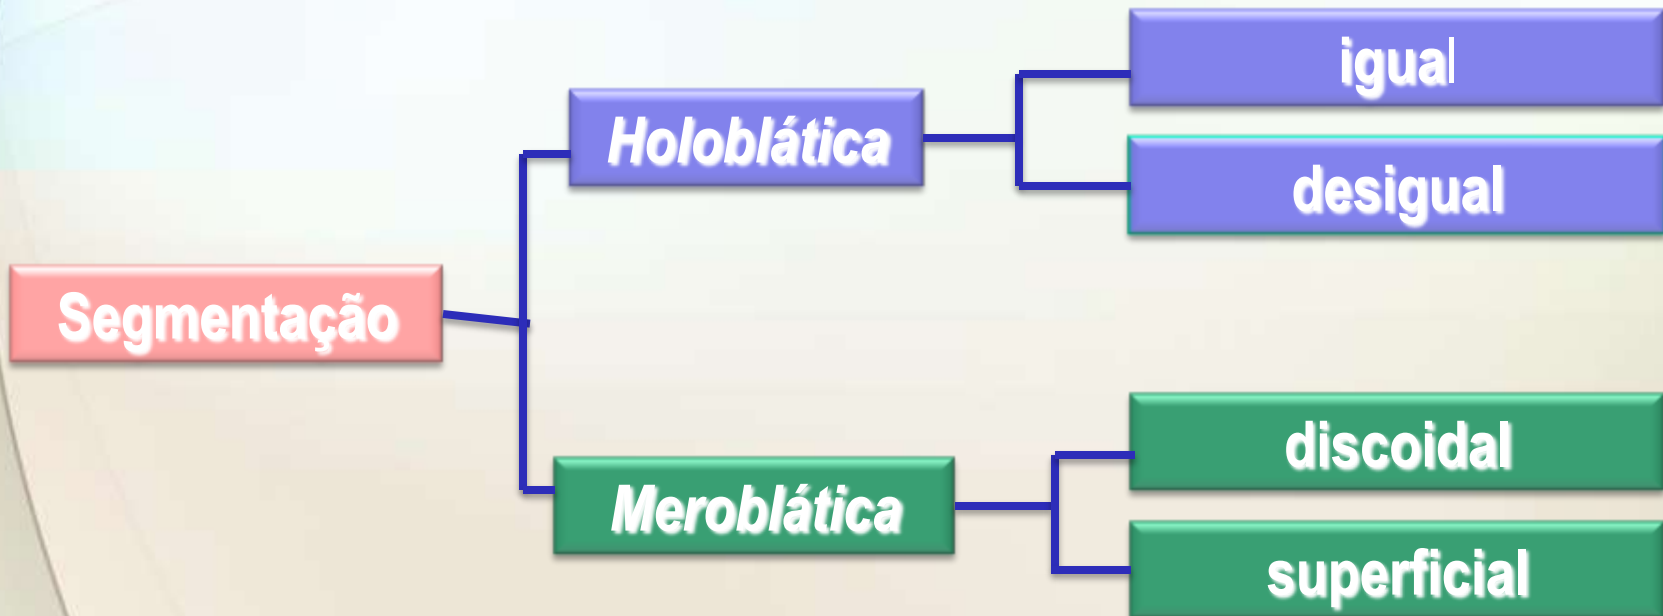 igual
Holoblática
desigual
Segmentação
discoidal
Meroblática
superficial